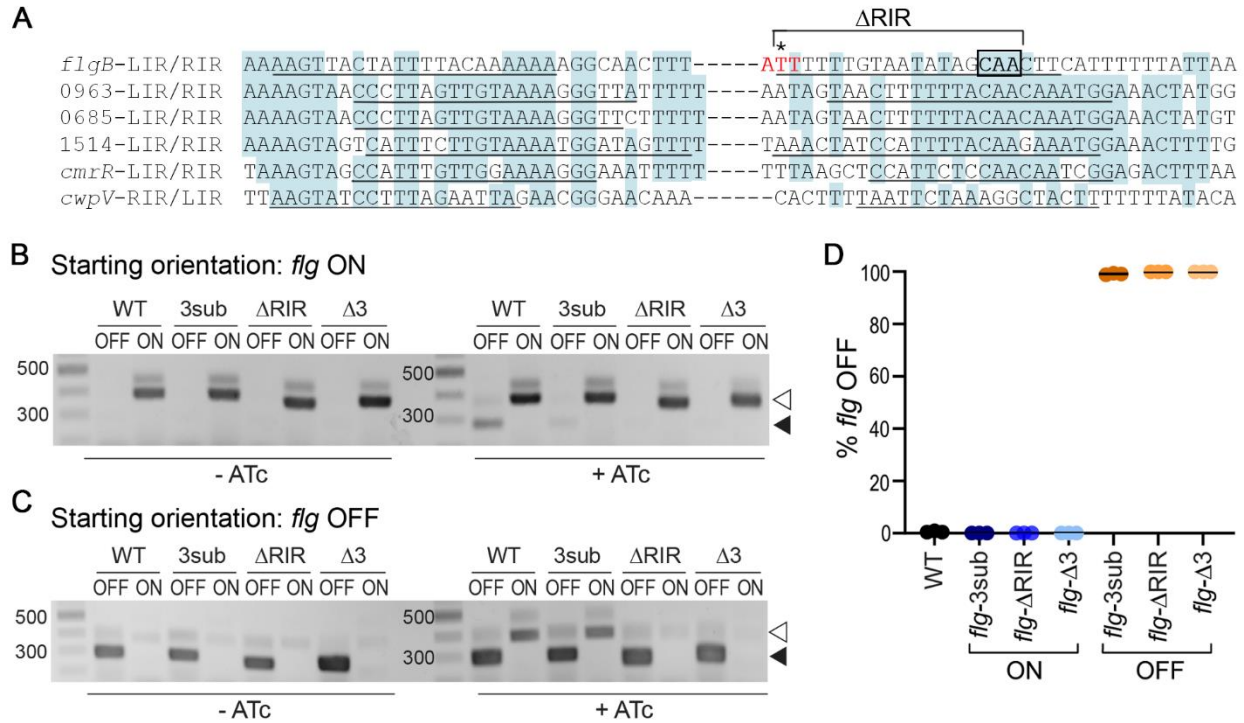 A
ΔRIR
*
flgB-LIR/RIR AAAAGTTACTATTTTACAAAAAAAGGCAACTTT-----ATTTTTTGTAATATAGCAACTTCATTTTTTATTAA
0963-LIR/RIR AAAAGTAACCCCTTAGTTGTAAAAAGGGTTATTTTT----AATAGTAACTTTTTTTACAACAAATGGAAACTATGG
0685-LIR/RIR AAAAGTAACCCCTTAGTTGTAAAAAGGGTTCTTTTT----AATAGTAACTTTTTTTACAACAAATGGAAACTATGT
1514-LIR/RIR AAAAGTAGTCATTTCTTGTAAAATGGATAGTTTT----TAAACTATCCATTTTTACAAGAAATGGAAACTTTTG
cmrR-LIR/RIR TAAAGTAGCCATTTGTTGGAAAAGGGAAATTTTT----TTTAAGCTCCATTCTCCAACAATCGGAGACTTTAA
cwpV-RIR/LIR TTAAGTATCCTTTAGAATTAGAACGGGAACAAA------CACTTTTAATTCTAAAGGCTACTTTTTTTATACA
B
Starting orientation: flg ON
WT 3sub ΔRIR Δ3 WT 3sub ΔRIR Δ3
OFF ON OFF ON OFF ON OFF ON OFF ON OFF ON OFF ON OFF ON
500 500
300 300
- ATc + ATc
C
Starting orientation: flg OFF
WT 3sub ΔRIR Δ3 WT 3sub ΔRIR Δ3
OFF ON OFF ON OFF ON OFF ON OFF ON OFF ON OFF ON OFF ON
500 500
300 300
- ATc + ATc
D
% flg OFF
100
80
60
40
20
0
WT
flg-3sub
flg-ΔRIR
flg-Δ3
flg-3sub
flg-ΔRIR
flg-Δ3
ON OFF